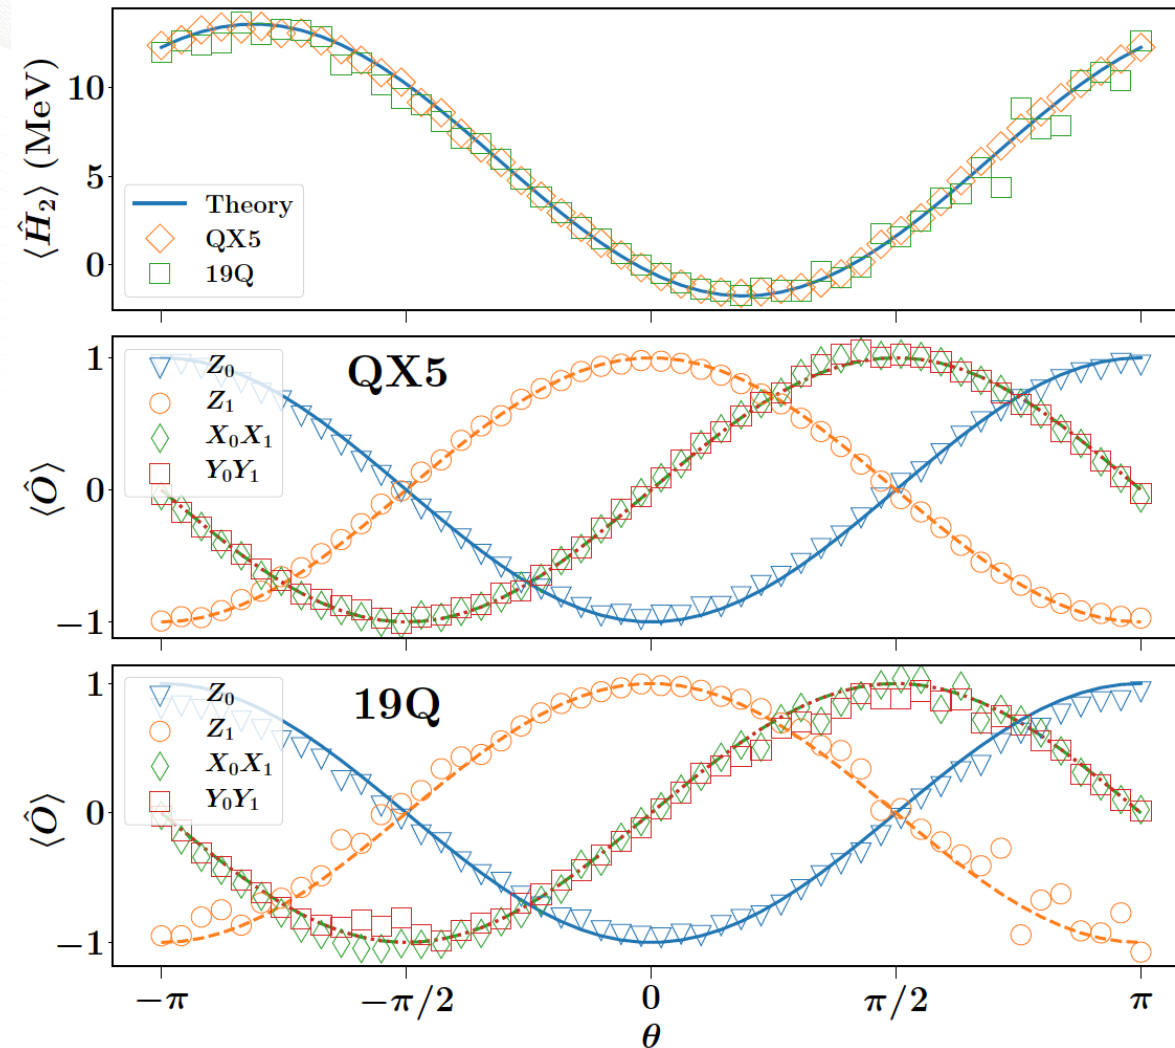 ⟨Ĥ₂⟩ (MeV)
10
5
0
Theory
QX5
19Q
⟨Ô⟩
1
0
−1
Z₀
Z₁
X₀X₁
Y₀Y₁
QX5
⟨Ô⟩
1
0
−1
Z₀
Z₁
X₀X₁
Y₀Y₁
19Q
−π
−π/2
0
π/2
π
θ